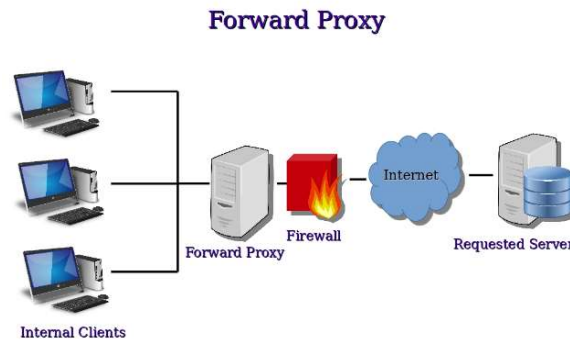 Forward Proxy
Internet
Firewall
Forward Proxy
Requested Server
Internal Clients